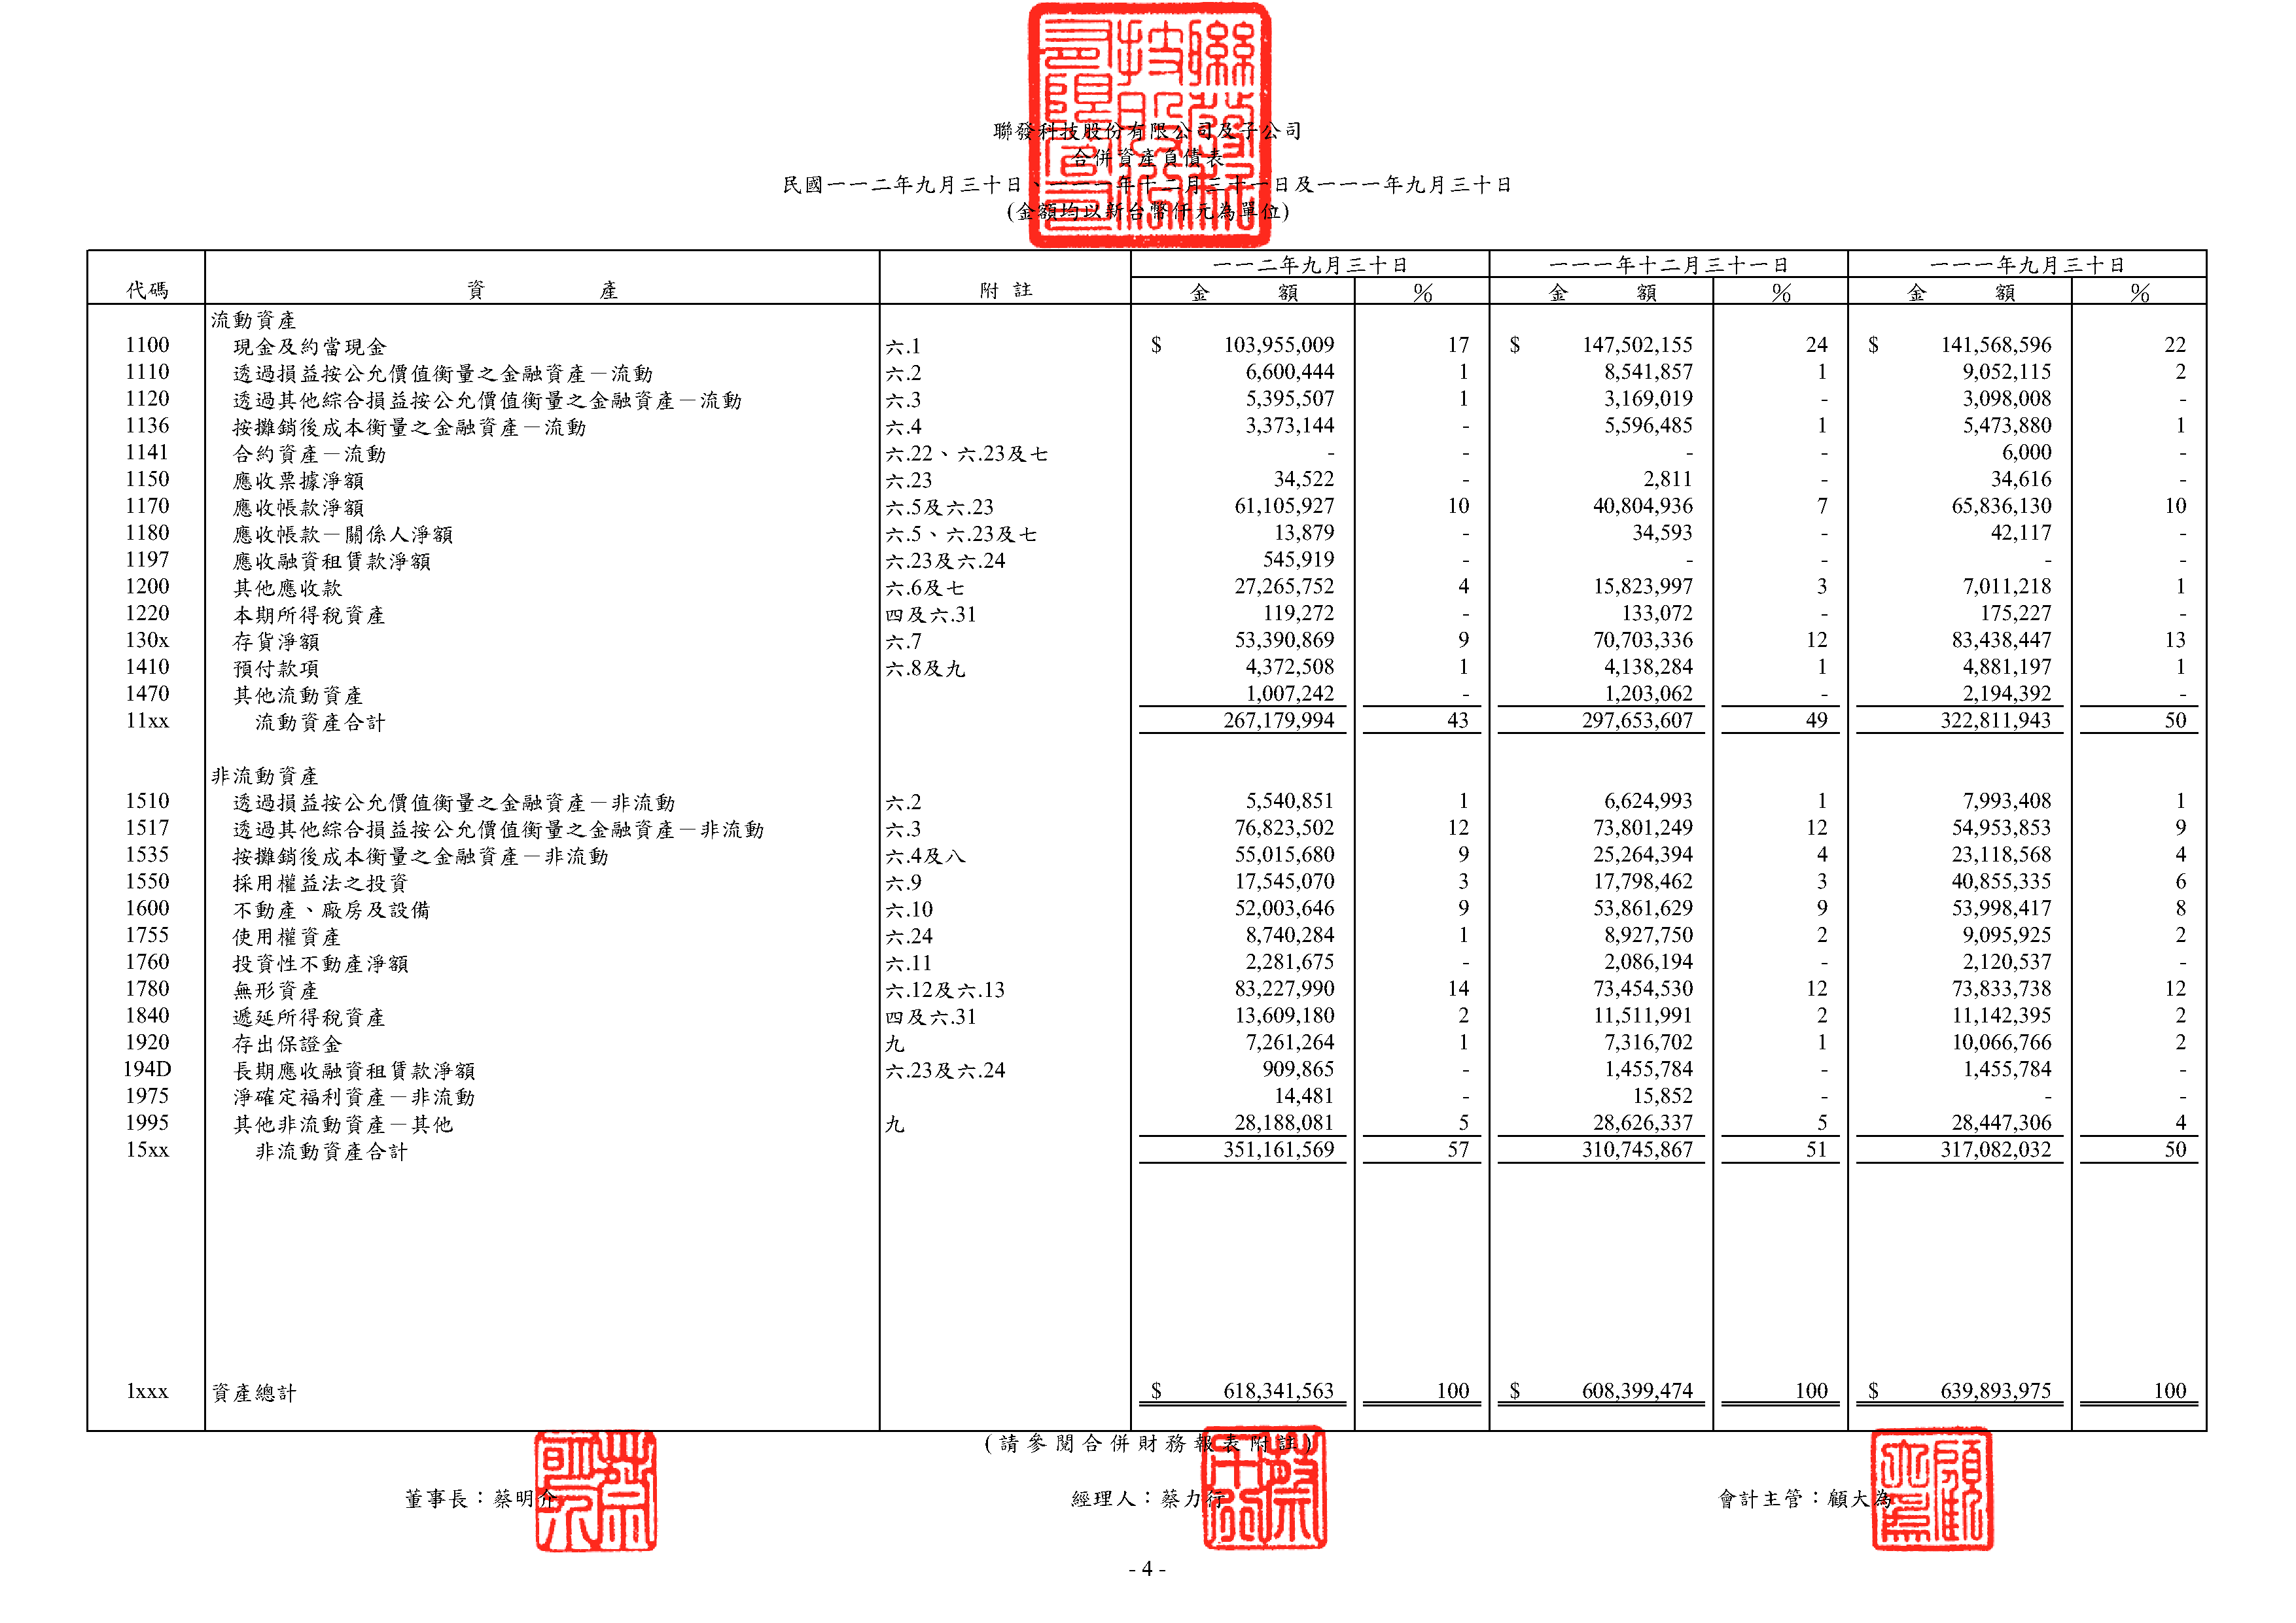 聯發科技股份有限公司及子公司
合併資產負債表
民國一一二年九月三十日、一一一年十二月三十一日及一一一年九月三十日
(金額均以新台幣仟元為單位)
一一二年九月三十日 一一一年十二月三十一日 一一一年九月三十日
代碼 資產 附註 金額 % 金額 % 金額 %
流動資產
1100 現金及約當現金 六.1 $ 103,955,009 17 $ 147,502,155 24 $ 141,568,596 22
1110 透過損益按公允價值衡量之金融資產－流動 六.2 6,600,444 1 8,541,857 1 9,052,115 2
1120 透過其他綜合損益按公允價值衡量之金融資產－流動 六.3 5,395,507 1 3,169,019 - 3,098,008 -
1136 按攤銷後成本衡量之金融資產－流動 六.4 3,373,144 - 5,596,485 1 5,473,880 1
1141 合約資產－流動 六.22、六.23及七 - - - - 6,000 -
1150 應收票據淨額 六.23 34,522 - 2,811 - 34,616 -
1170 應收帳款淨額 六.5及六.23 61,105,927 10 40,804,936 7 65,836,130 10
1180 應收帳款－關係人淨額 六.5、六.23及七 13,879 - 34,593 - 42,117 -
1197 應收融資租賃款淨額 六.23及六.24 545,919 - - - - -
1200 其他應收款 六.6及七 27,265,752 4 15,823,997 3 7,011,218 1
1220 本期所得稅資產 四及六.31 119,272 - 133,072 - 175,227 -
130x 存貨淨額 六.7 53,390,869 9 70,703,336 12 83,438,447 13
1410 預付款項 六.8及九 4,372,508 1 4,138,284 1 4,881,197 1
1470 其他流動資產 1,007,242 - 1,203,062 - 2,194,392 -
11xx 流動資產合計 267,179,994 43 297,653,607 49 322,811,943 50
非流動資產
1510 透過損益按公允價值衡量之金融資產－非流動 六.2 5,540,851 1 6,624,993 1 7,993,408 1
1517 透過其他綜合損益按公允價值衡量之金融資產－非流動 六.3 76,823,502 12 73,801,249 12 54,953,853 9
1535 按攤銷後成本衡量之金融資產－非流動 六.4及八 55,015,680 9 25,264,394 4 23,118,568 4
1550 採用權益法之投資 六.9 17,545,070 3 17,798,462 3 40,855,335 6
1600 不動產、廠房及設備 六.10 52,003,646 9 53,861,629 9 53,998,417 8
1755 使用權資產 六.24 8,740,284 1 8,927,750 2 9,095,925 2
1760 投資性不動產淨額 六.11 2,281,675 - 2,086,194 - 2,120,537 -
1780 無形資產 六.12及六.13 83,227,990 14 73,454,530 12 73,833,738 12
1840 遞延所得稅資產 四及六.31 13,609,180 2 11,511,991 2 11,142,395 2
1920 存出保證金 九 7,261,264 1 7,316,702 1 10,066,766 2
194D 長期應收融資租賃款淨額 六.23及六.24 909,865 - 1,455,784 - 1,455,784 -
1975 淨確定福利資產－非流動 14,481 - 15,852 - - -
1995 其他非流動資產－其他 九 28,188,081 5 28,626,337 5 28,447,306 4
15xx 非流動資產合計 351,161,569 57 310,745,867 51 317,082,032 50
1xxx 資產總計 $ 618,341,563 100 $ 608,399,474 100 $ 639,893,975 100
(請參閱合併財務報表附註)
董事長：蔡明介 經理人：蔡力行 會計主管：顧大為
- 4 -